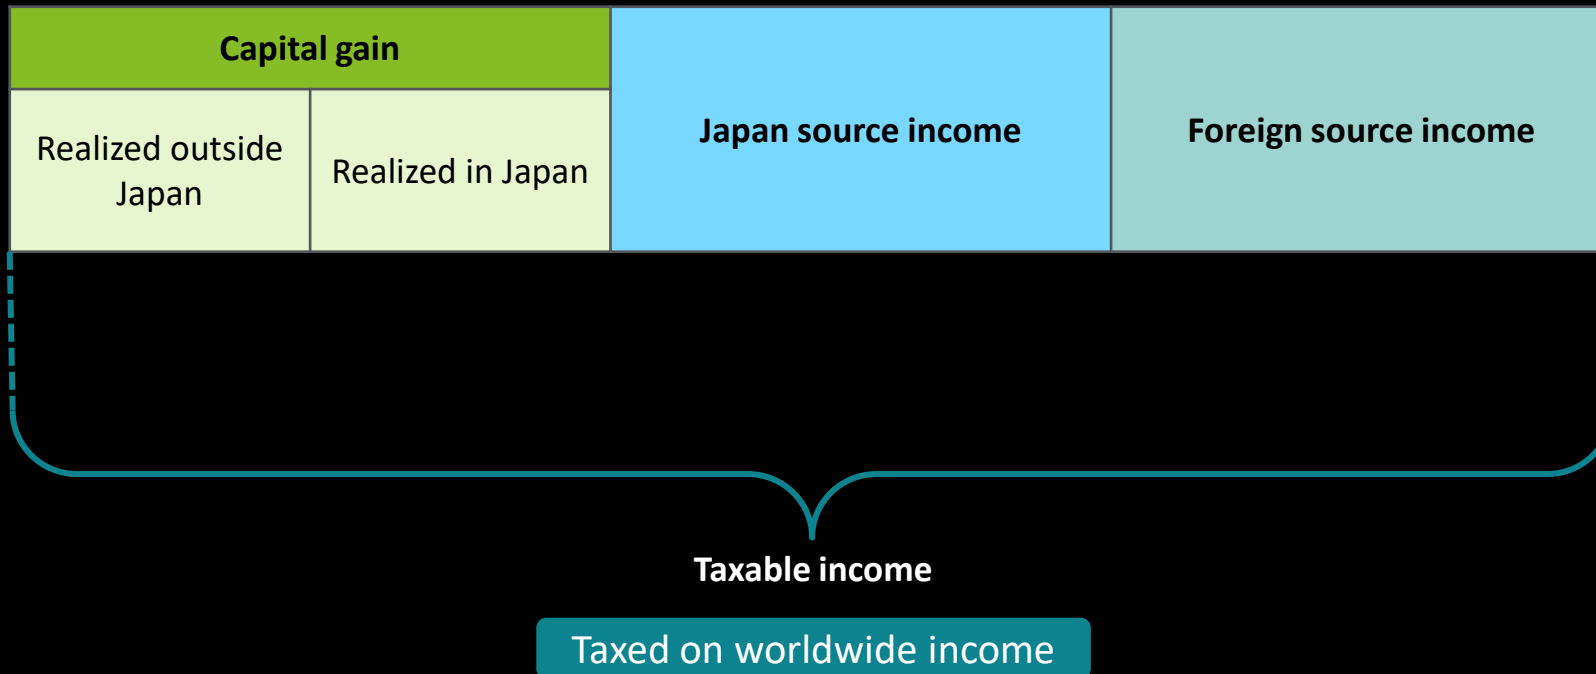 Capital gain
Realized outside
Japan
Realized in Japan
Japan source income
Foreign source income
Taxable income
Taxed on worldwide income